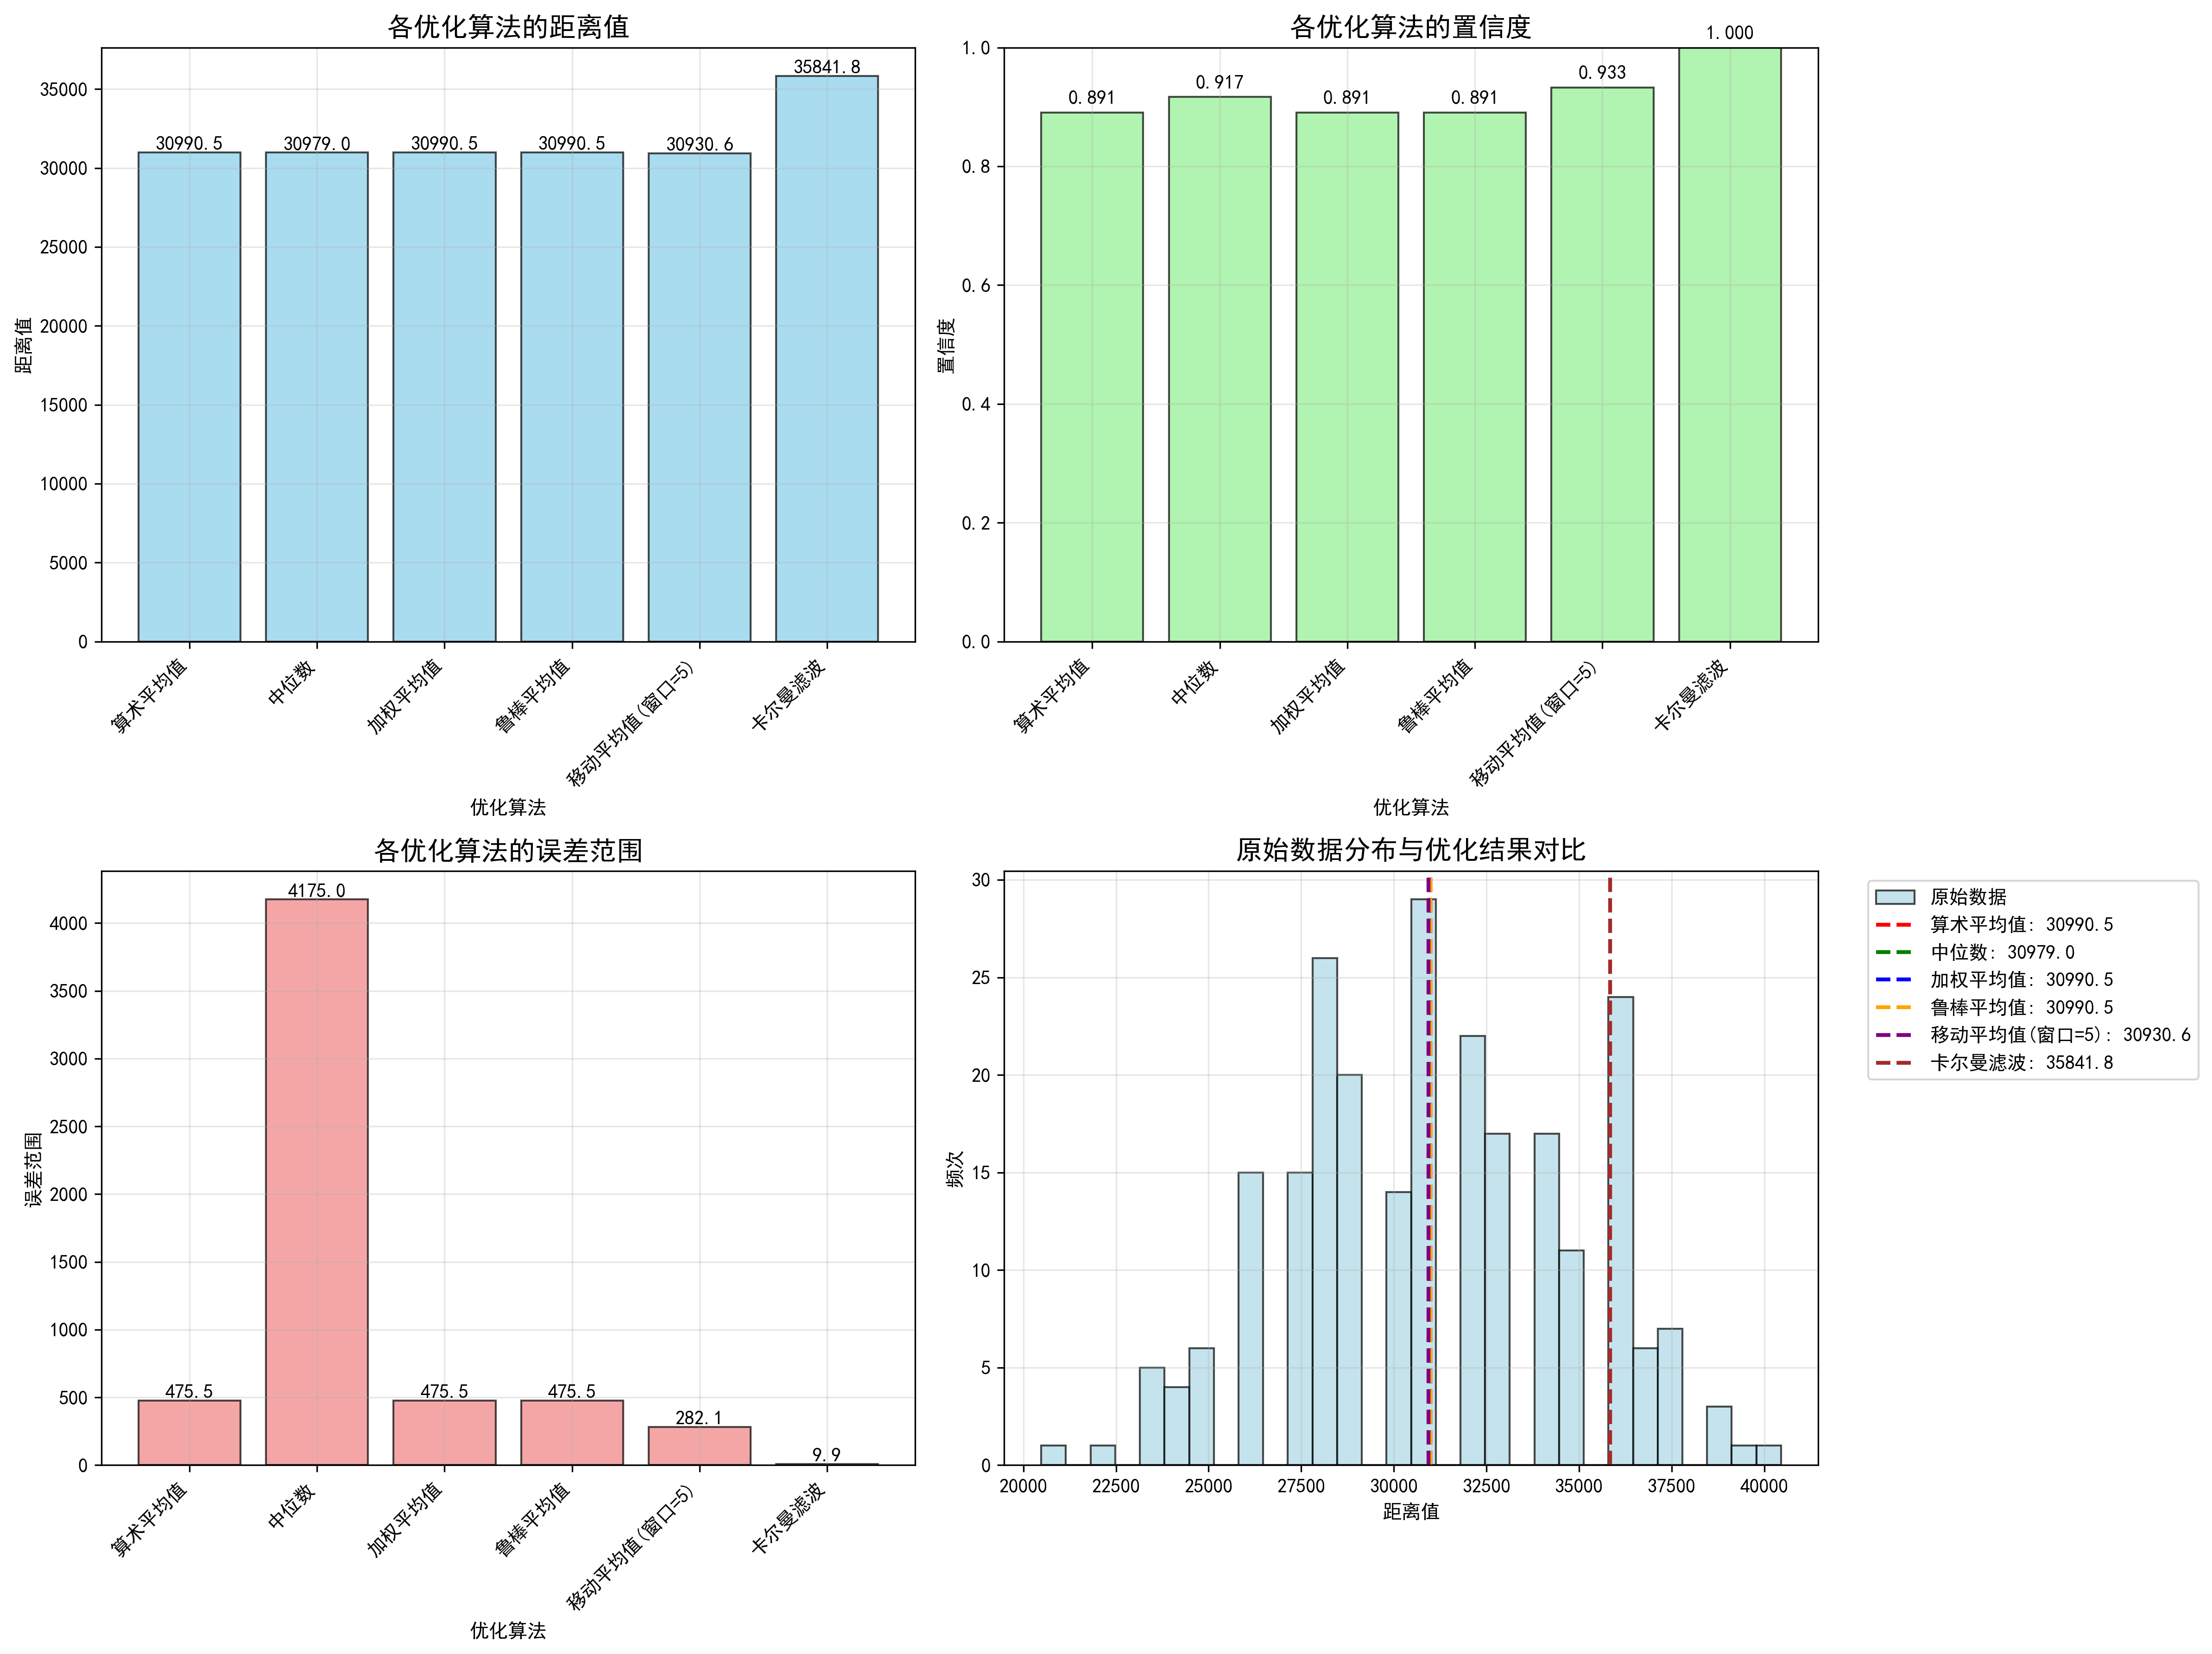 各优化算法的距离值
距离值
35000
30000
25000
20000
15000
10000
5000
0
30990.5
30979.0
30990.5
30990.5
30930.6
35841.8
算术平均值
中位数
加权平均值
鲁棒平均值
移动平均值(窗口=5)
卡尔曼滤波
优化算法
各优化算法的置信度
置信度
1.0
0.8
0.6
0.4
0.2
0.0
0.891
0.917
0.891
0.891
0.933
1.000
算术平均值
中位数
加权平均值
鲁棒平均值
移动平均值(窗口=5)
卡尔曼滤波
优化算法
各优化算法的误差范围
误差范围
4000
3500
3000
2500
2000
1500
1000
500
0
475.5
4175.0
475.5
475.5
282.1
9.9
算术平均值
中位数
加权平均值
鲁棒平均值
移动平均值(窗口=5)
卡尔曼滤波
优化算法
原始数据分布与优化结果对比
频次
30
25
20
15
10
5
0
20000
22500
25000
27500
30000
32500
35000
37500
40000
距离值
原始数据
算术平均值: 30990.5
中位数: 30979.0
加权平均值: 30990.5
鲁棒平均值: 30990.5
移动平均值(窗口=5): 30930.6
卡尔曼滤波: 35841.8